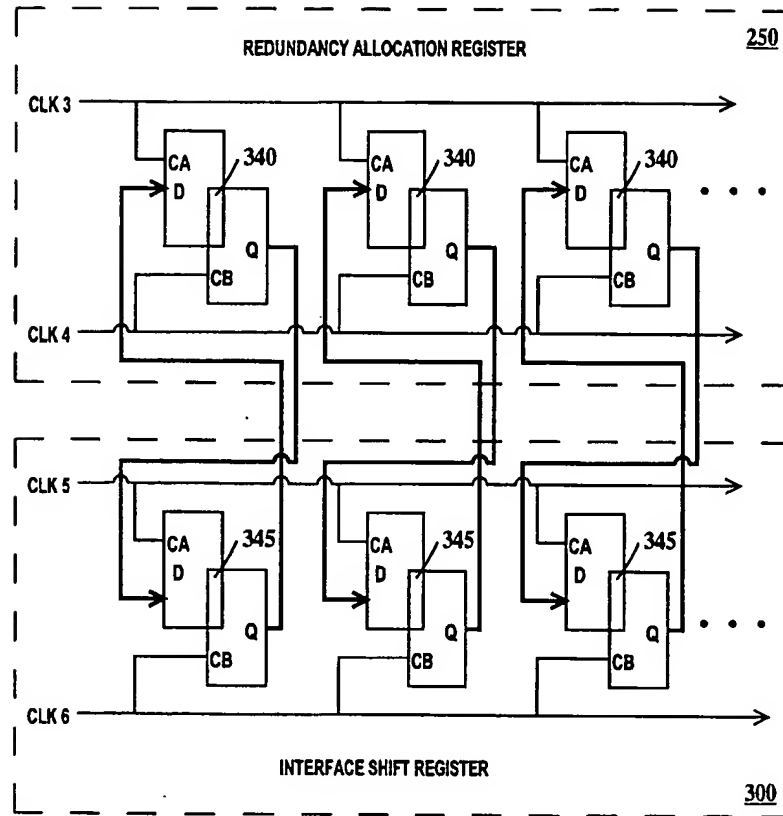 250
REDUNDANCY ALLOCATION REGISTER
CLK 3
CA D 340 Q CB
CA D 340 Q CB
CA D 340 Q CB
CLK 4
CLK 5
CA D 345 Q CB
CA D 345 Q CB
CA D 345 Q CB
CLK 6
INTERFACE SHIFT REGISTER
300